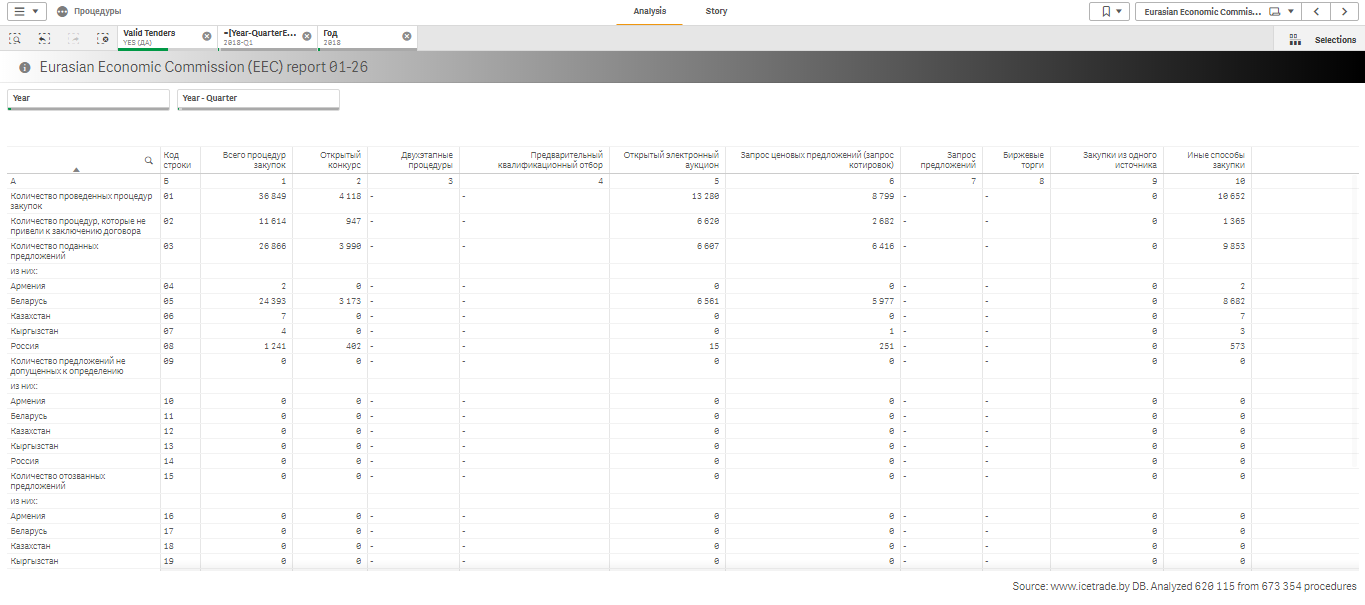 Процедуры
Analysis
Story
Eurasian Economic Commis...
Valid Tenders
YES (ДА)
=[Year-QuarterE...
2018-Q1
Год
2018
Selections
Eurasian Economic Commission (EEC) report 01-26
Year
Year - Quarter
Код строки Всего процедур закупок Открытый конкурс Двухэтапные процедуры Предварительный квалификационный отбор Открытый электронный аукцион Запрос ценовых предложений (запрос котировок) Запрос предложений Биржевые торги Закупки из одного источника Иные способы закупки
А Б 1 2 3 4 5 6 7 8 9 10
Количество проведенных процедур закупок 01 36 849 4 118 - - 13 280 8 799 - - 0 10 652
Количество процедур, которые не привели к заключению договора 02 11 614 947 - - 6 620 2 682 - - 0 1 365
Количество поданных предложений 03 26 866 3 990 - - 6 607 6 416 - - 0 9 853
из них:
Армения 04 2 0 - - 0 0 - - 0 2
Беларусь 05 24 393 3 173 - - 6 561 5 977 - - 0 8 682
Казахстан 06 7 0 - - 0 0 - - 0 7
Кыргызстан 07 4 0 - - 0 1 - - 0 3
Россия 08 1 241 402 - - 15 251 - - 0 573
Количество предложений не допущенных к определению 09 0 0 - - 0 0 - - 0 0
из них:
Армения 10 0 0 - - 0 0 - - 0 0
Беларусь 11 0 0 - - 0 0 - - 0 0
Казахстан 12 0 0 - - 0 0 - - 0 0
Кыргызстан 13 0 0 - - 0 0 - - 0 0
Россия 14 0 0 - - 0 0 - - 0 0
Количество отозванных предложений 15 0 0 - - 0 0 - - 0 0
из них:
Армения 16 0 0 - - 0 0 - - 0 0
Беларусь 17 0 0 - - 0 0 - - 0 0
Казахстан 18 0 0 - - 0 0 - - 0 0
Кыргызстан 19 0 0 - - 0 0 - - 0 0
Source: www.icetrade.by DB. Analyzed 620 115 from 673 354 procedures